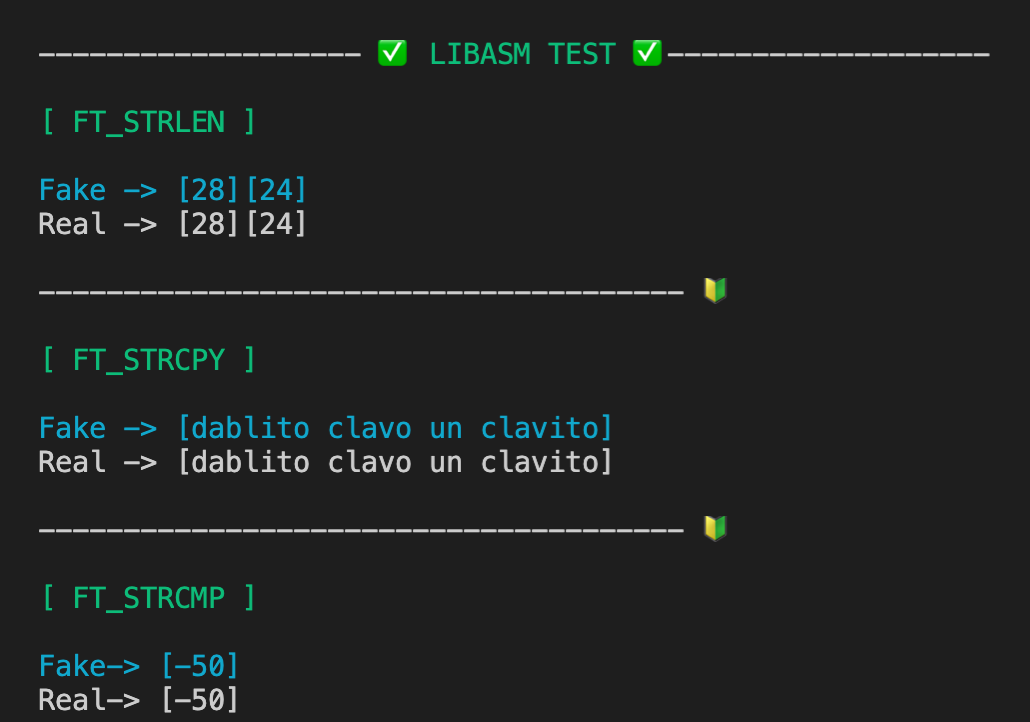 ------------------- ✅ LIBASM TEST ✅-------------------
[ FT_STRLEN ]
Fake -> [28][24]
Real -> [28][24]
-------------------------------------- 🔰
[ FT_STRCPY ]
Fake -> [dablito clavo un clavito]
Real -> [dablito clavo un clavito]
-------------------------------------- 🔰
[ FT_STRCMP ]
Fake-> [-50]
Real-> [-50]